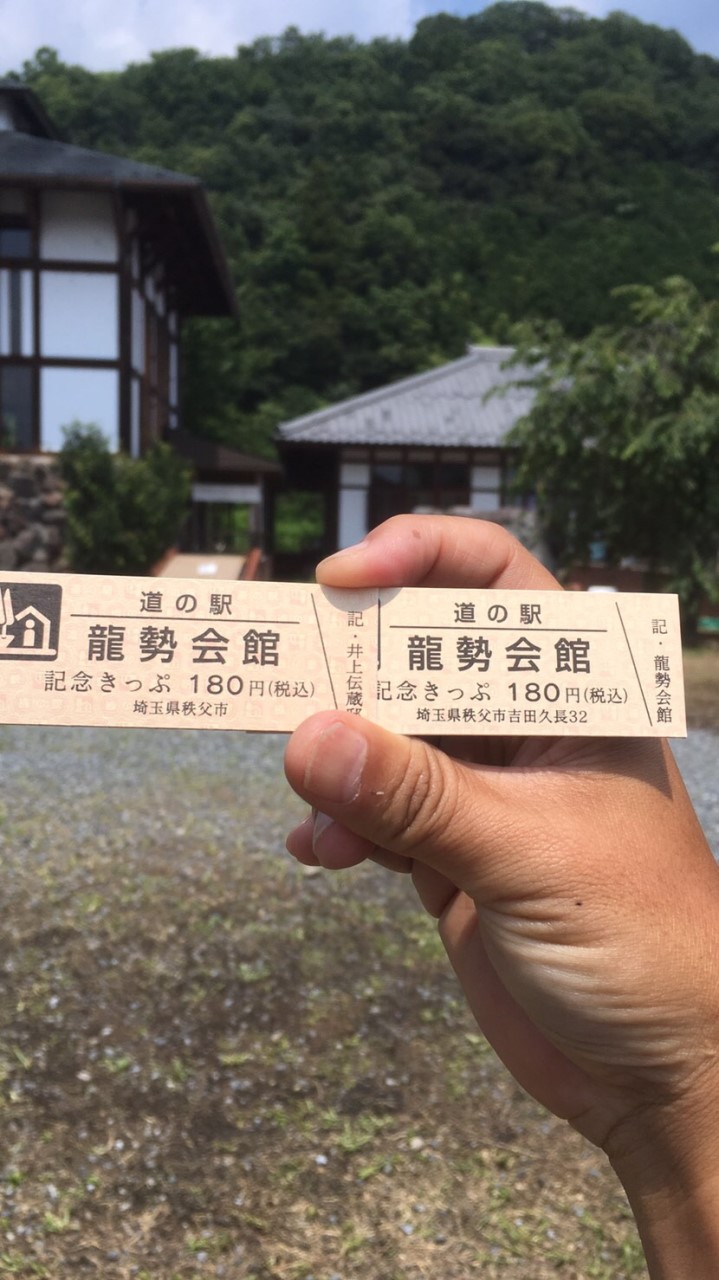 道の駅
龍勢会館
記念きっぷ 180円(税込)
埼玉県秩父市
記・井上伝蔵邸
道の駅
龍勢会館
記念きっぷ 180円(税込)
埼玉県秩父市吉田久長32
記・龍勢会館